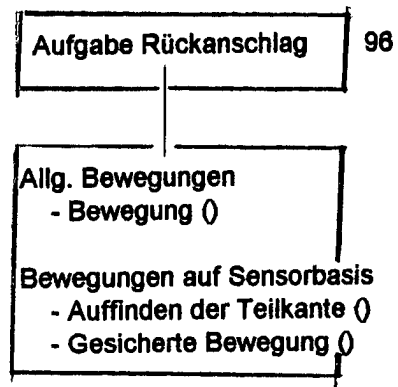 Aufgabe Rückanschlag 96
Allg. Bewegungen
- Bewegung ()
Bewegungen auf Sensorbasis
- Auffinden der Teilkante ()
- Gesicherte Bewegung ()